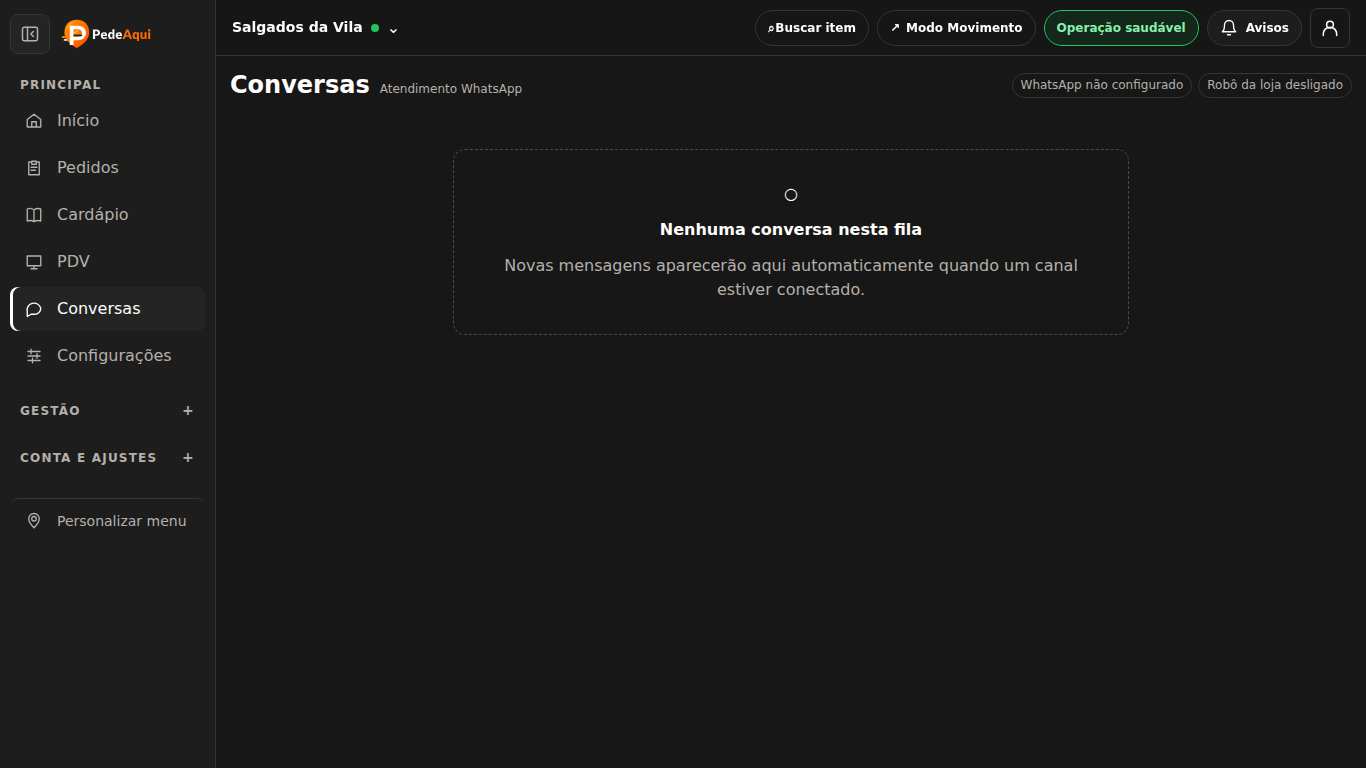 PedeAqui
PRINCIPAL
Início
Pedidos
Cardápio
PDV
Conversas
Configurações
GESTÃO +
CONTA E AJUSTES +
Personalizar menu
Salgados da Vila
Buscar item
↗ Modo Movimento
Operação saudável
Avisos
Conversas Atendimento WhatsApp
WhatsApp não configurado
Robô da loja desligado
Nenhuma conversa nesta fila
Novas mensagens aparecerão aqui automaticamente quando um canal
estiver conectado.